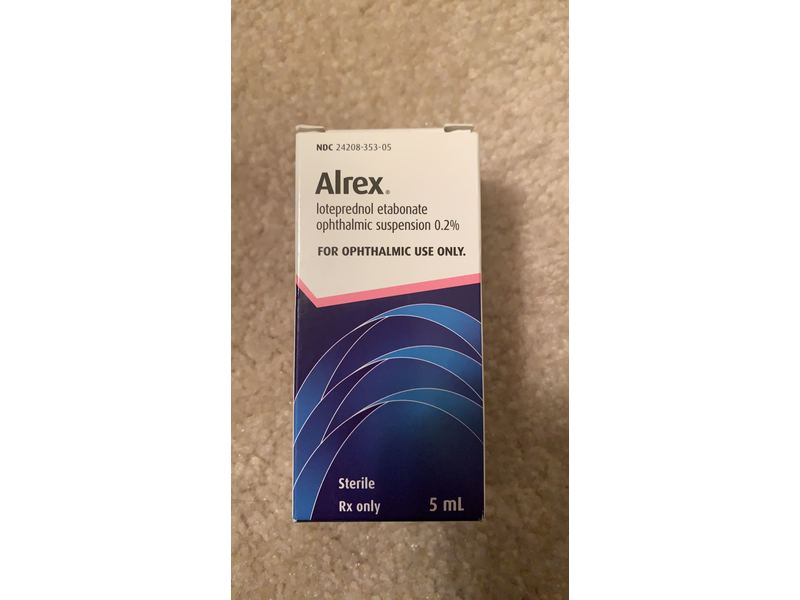 NDC 24208-353-05
Alrex®
loteprednol etabonate
ophthalmic suspension 0.2%
FOR OPHTHALMIC USE ONLY.
Sterile
Rx only 5 mL